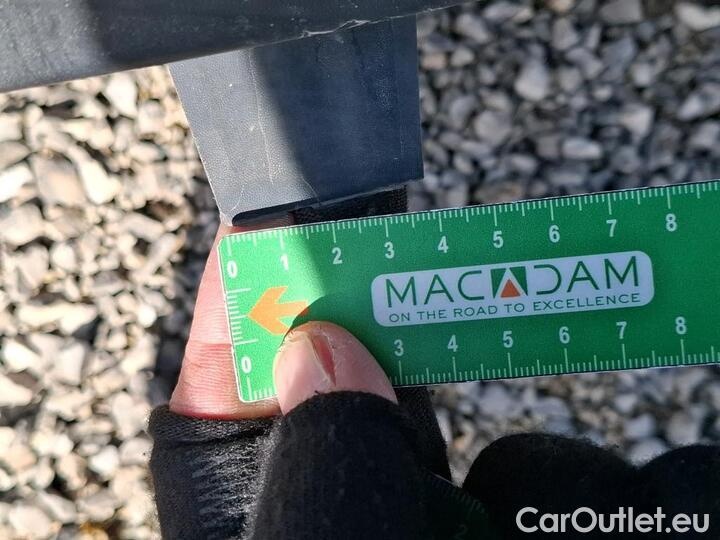 0 1 2 3 4 5 6 7 8
MACADAM
ON THE ROAD TO EXCELLENCE
0 3 4 5 6 7 8
CarOutlet.eu